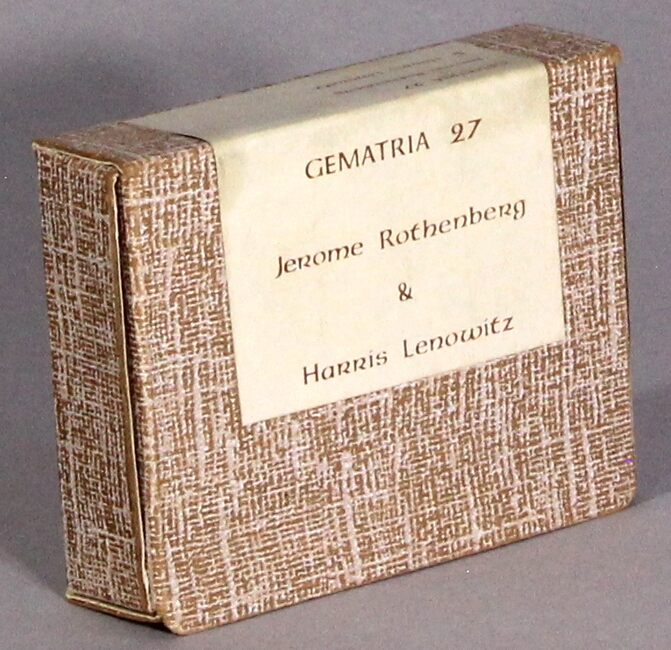 GEMATRIA 27
Jerome Rothenberg
&
Harris Lenowitz